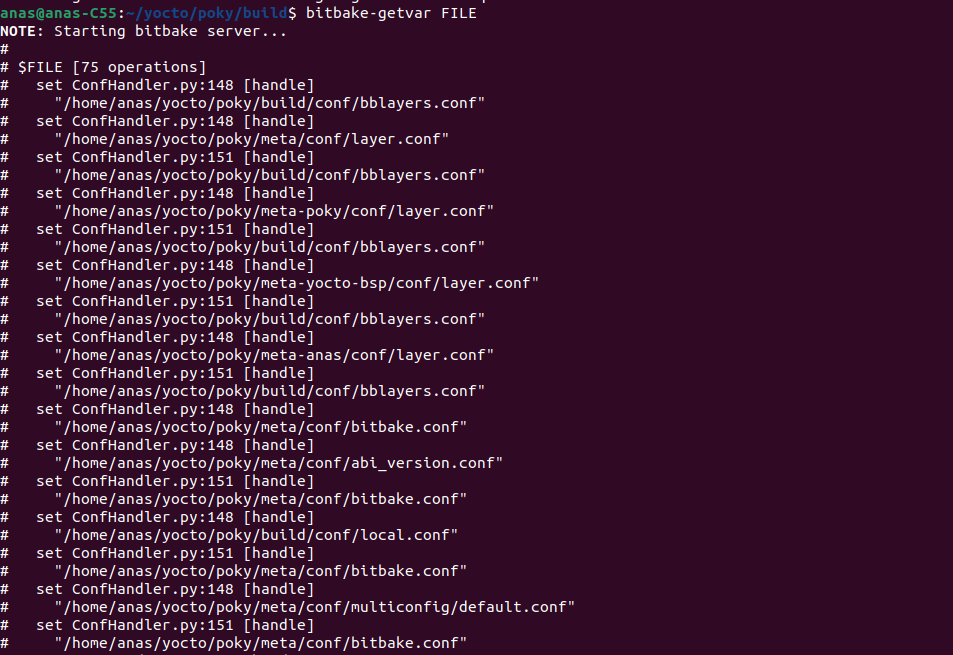 anas@anas-C55:~/yocto/poky/build$ bitbake-getvar FILE
NOTE: Starting bitbake server...
#
# $FILE [75 operations]
#   set ConfHandler.py:148 [handle]
#     "/home/anas/yocto/poky/build/conf/bblayers.conf"
#   set ConfHandler.py:148 [handle]
#     "/home/anas/yocto/poky/meta/conf/layer.conf"
#   set ConfHandler.py:151 [handle]
#     "/home/anas/yocto/poky/build/conf/bblayers.conf"
#   set ConfHandler.py:148 [handle]
#     "/home/anas/yocto/poky/meta-poky/conf/layer.conf"
#   set ConfHandler.py:151 [handle]
#     "/home/anas/yocto/poky/build/conf/bblayers.conf"
#   set ConfHandler.py:148 [handle]
#     "/home/anas/yocto/poky/meta-yocto-bsp/conf/layer.conf"
#   set ConfHandler.py:151 [handle]
#     "/home/anas/yocto/poky/build/conf/bblayers.conf"
#   set ConfHandler.py:148 [handle]
#     "/home/anas/yocto/poky/meta-anas/conf/layer.conf"
#   set ConfHandler.py:151 [handle]
#     "/home/anas/yocto/poky/build/conf/bblayers.conf"
#   set ConfHandler.py:148 [handle]
#     "/home/anas/yocto/poky/meta/conf/bitbake.conf"
#   set ConfHandler.py:148 [handle]
#     "/home/anas/yocto/poky/meta/conf/abi_version.conf"
#   set ConfHandler.py:151 [handle]
#     "/home/anas/yocto/poky/meta/conf/bitbake.conf"
#   set ConfHandler.py:148 [handle]
#     "/home/anas/yocto/poky/build/conf/local.conf"
#   set ConfHandler.py:151 [handle]
#     "/home/anas/yocto/poky/meta/conf/bitbake.conf"
#   set ConfHandler.py:148 [handle]
#     "/home/anas/yocto/poky/meta/conf/multiconfig/default.conf"
#   set ConfHandler.py:151 [handle]
#     "/home/anas/yocto/poky/meta/conf/bitbake.conf"